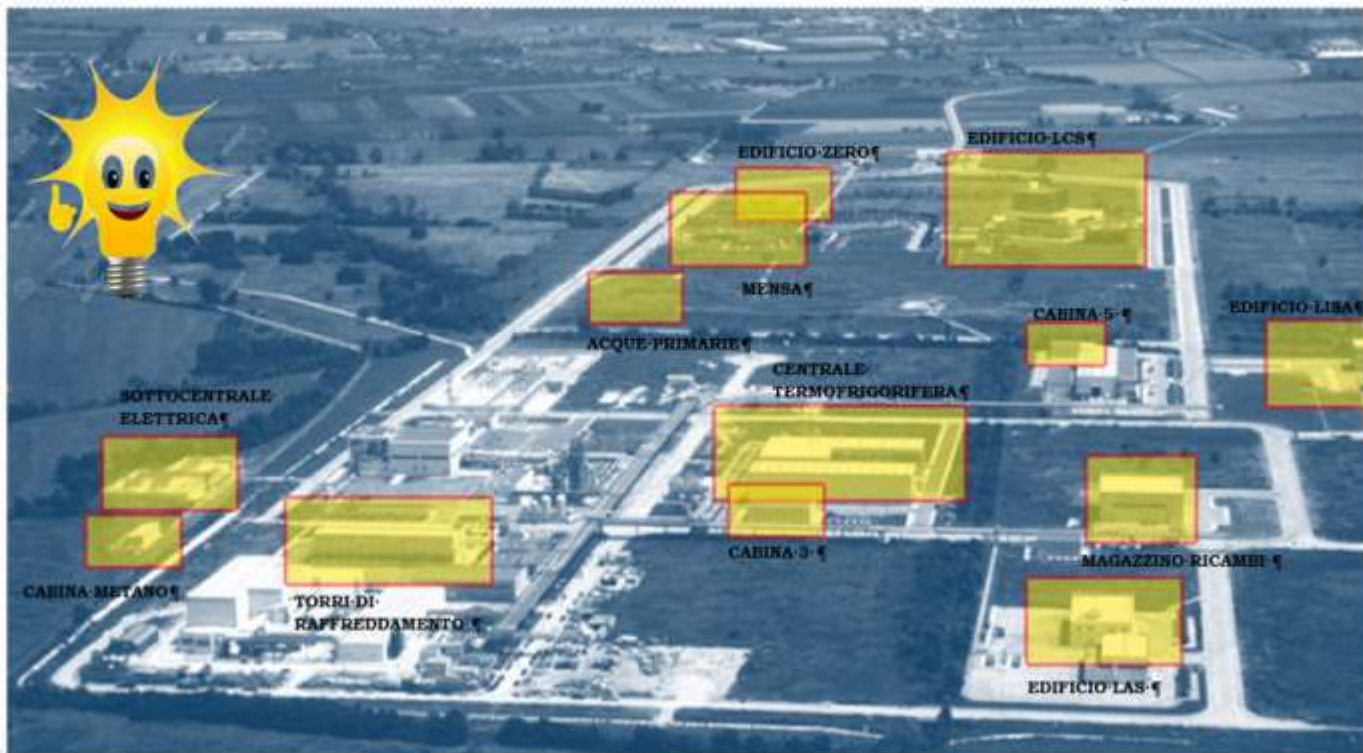 EDIFICIO·LCS¶
EDIFICIO·ZERO¶
MENSA¶
EDIFICIO·LISA¶
CABINA·5·¶
ACQUE·PRIMARIE¶
CENTRALE·
TERMOFRIGORIFERA¶
SOTTOCENTRALE·
ELETTRICA¶
CABINA·3·¶
MAGAZZINO·RICAMBI·¶
CABINA·METANO¶
TORRI·DI·
RAFFREDDAMENTO·¶
EDIFICIO·LAS·¶